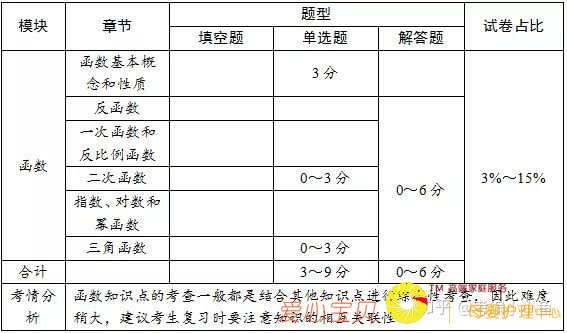 模块 章节 题型 试卷占比
填空题 单选题 解答题
函数 函数基本概念和性质 3分 3%～15%
反函数 0～6分
一次函数和反比例函数
二次函数 0～3分
指数、对数和幂函数
三角函数 0～3分
合计 3～9分 0～6分
考情分析 函数知识点的考查一般都是结合其他知识点进行综合性考查,因此难度
稍大,建议考生复习时要注意知识的相互关联性
TM 嘉馨家庭服务
爱心宝贝
母婴护理中心